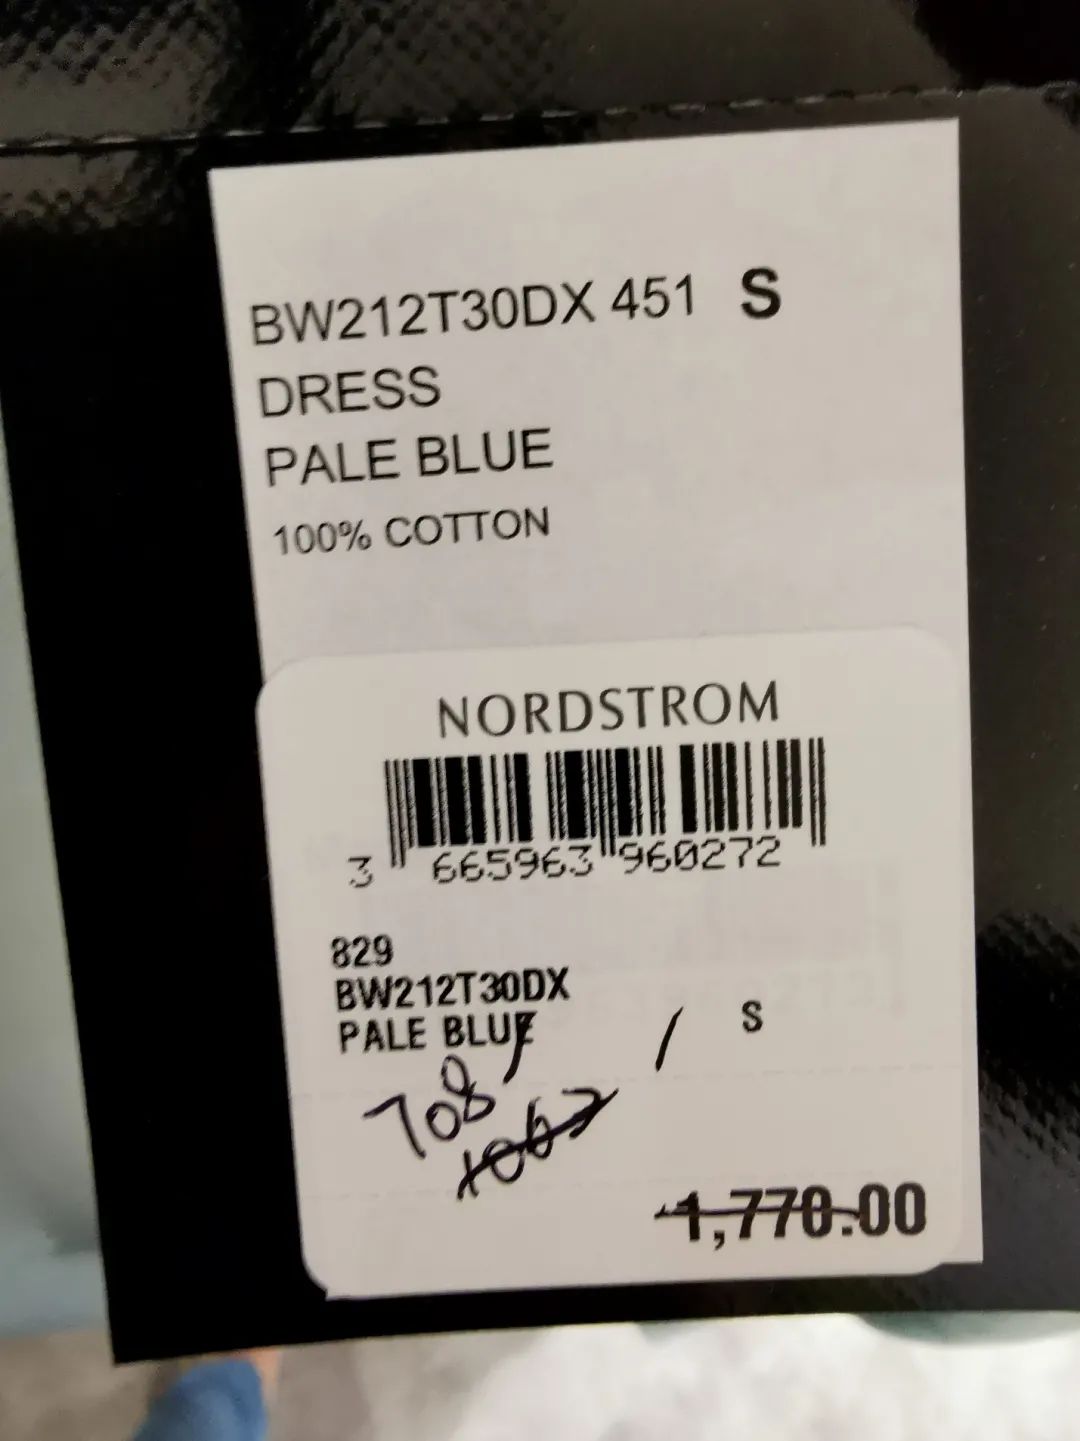 BW212T30DX 451 S
DRESS
PALE BLUE
100% COTTON
NORDSTROM
3 665963 960272
829
BW212T30DX
PALE BLUE / S
708
1062
1,770.00